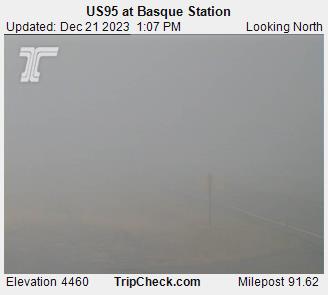 US95 at Basque Station
Updated: Dec 21 2023 1:07 PM Looking North
Elevation 4460 TripCheck.com Milepost 91.62